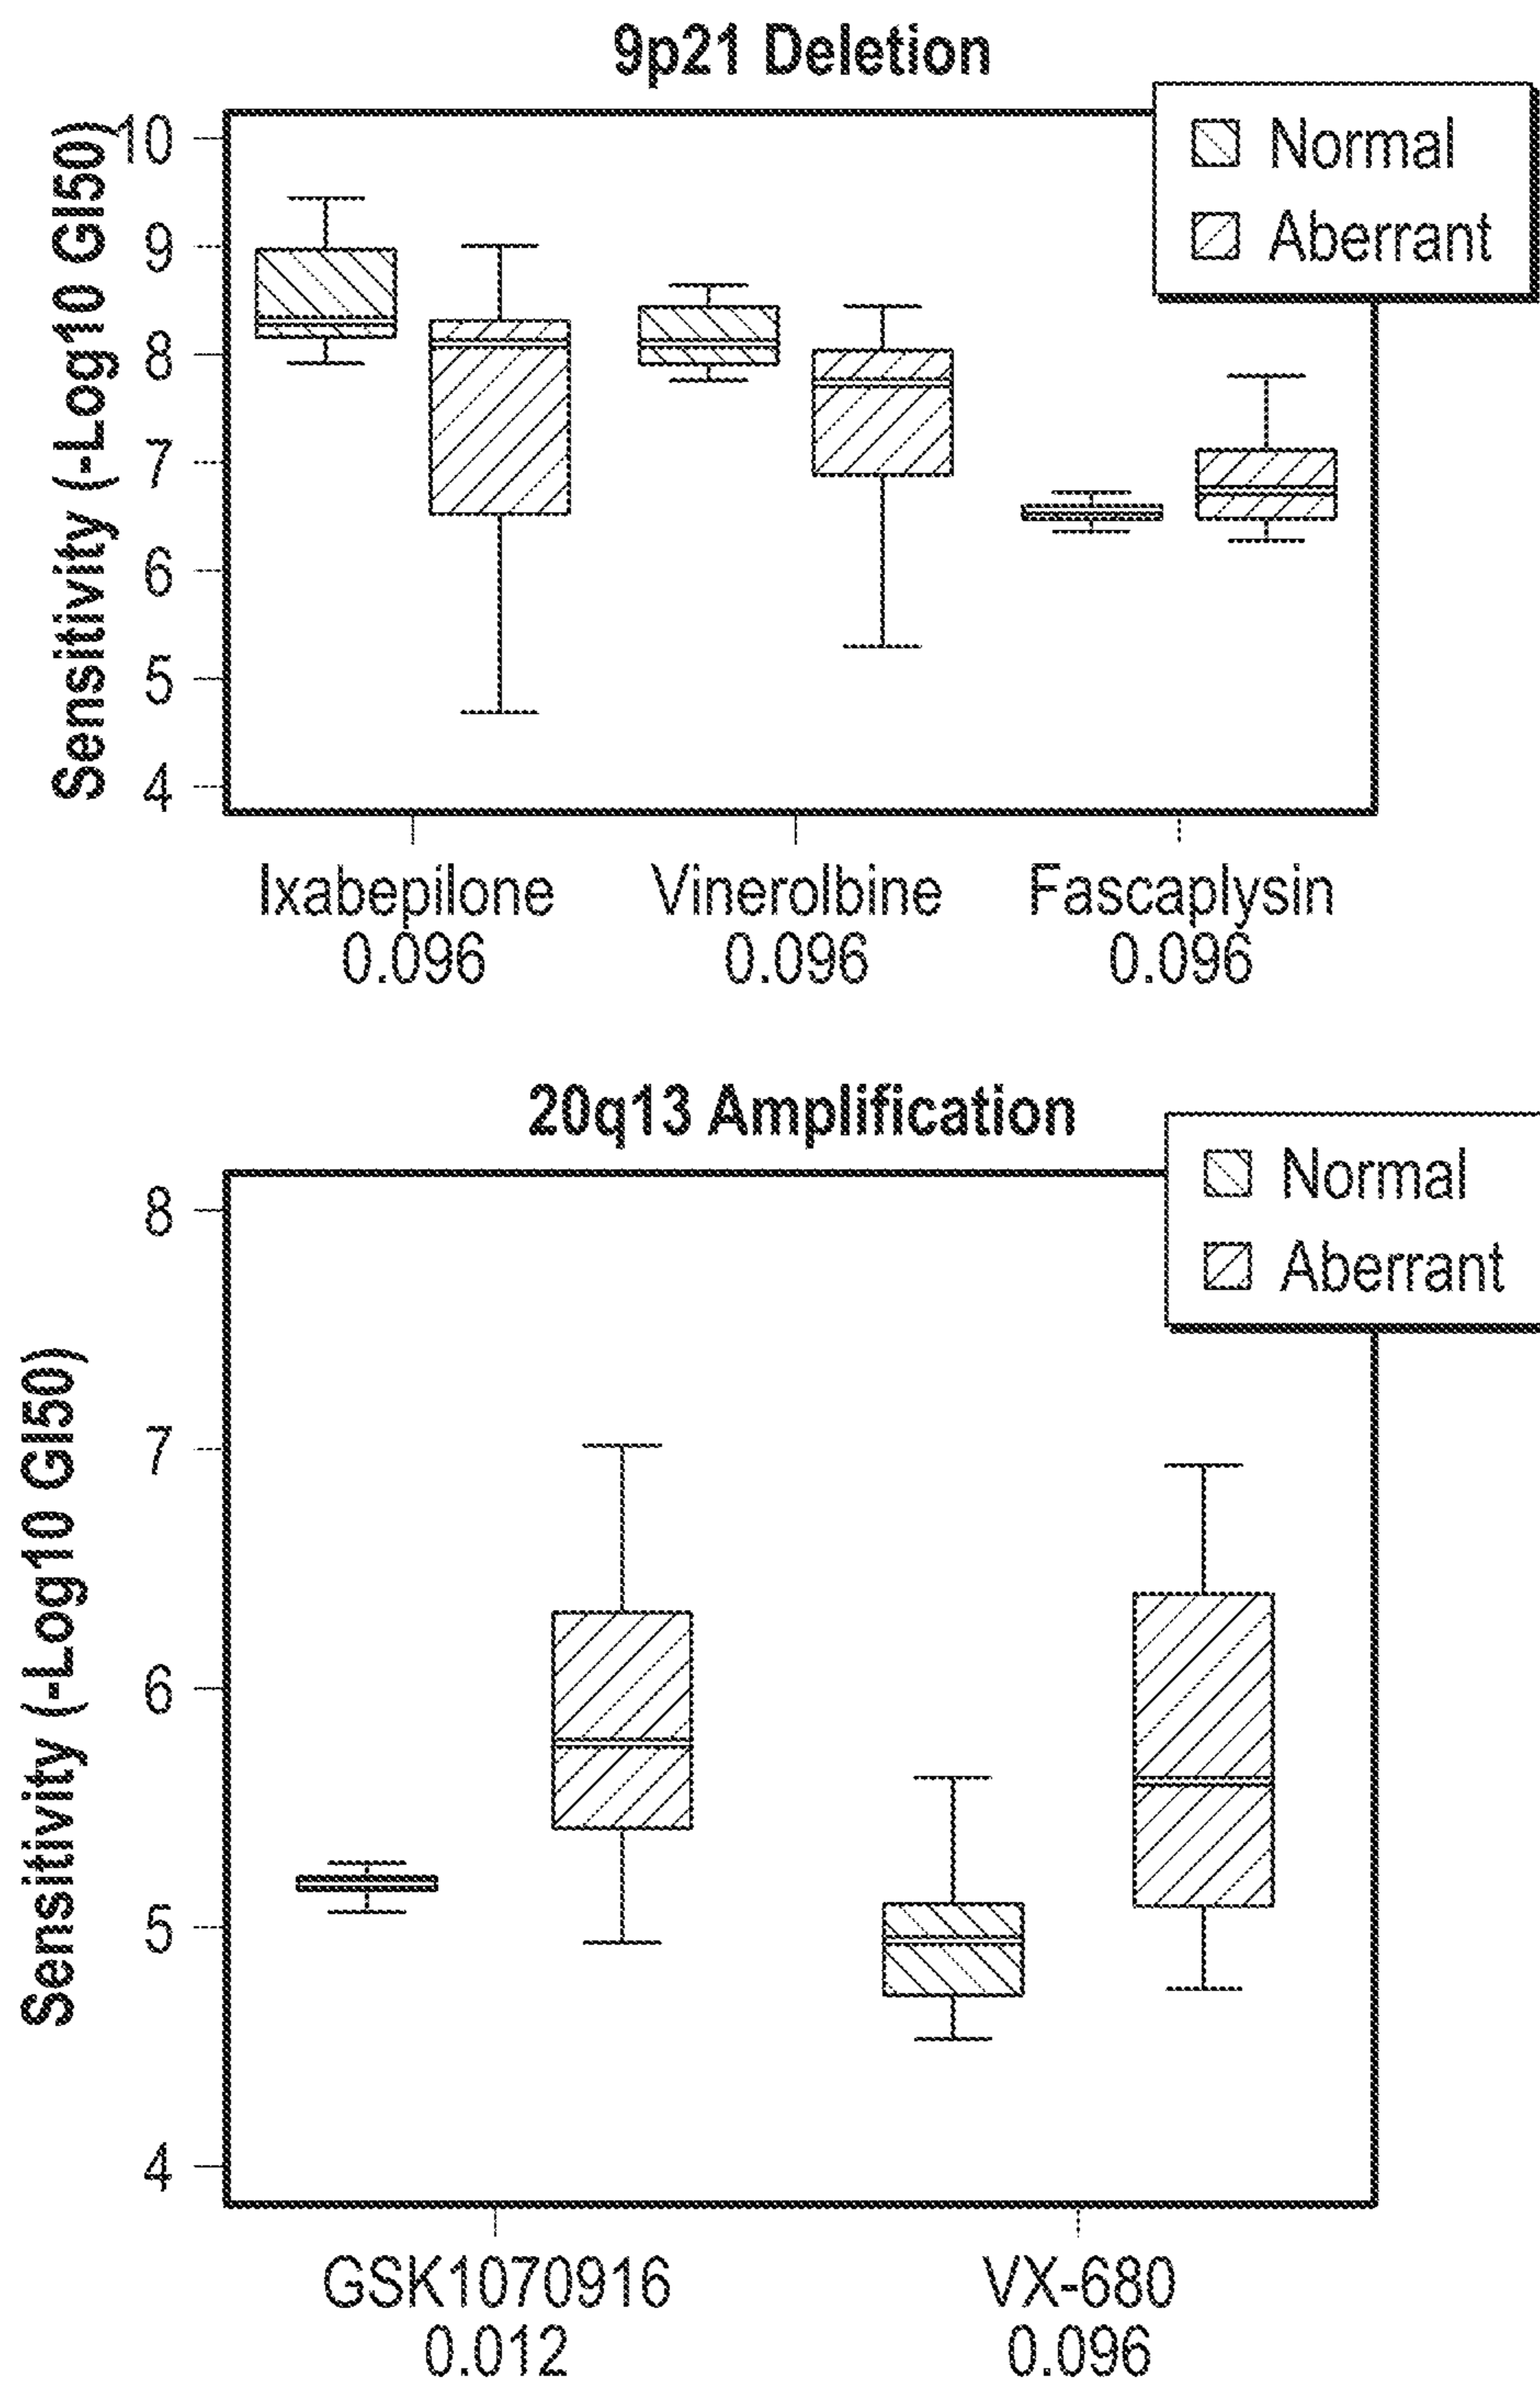 9p21 Deletion
Normal
Aberrant
Sensitivity (-Log10 GI50)
10
9
8
7
6
5
4
Ixabepilone
0.096
Vinerolbine
0.096
Fascaplysin
0.096
20q13 Amplification
Normal
Aberrant
Sensitivity (-Log10 GI50)
8
7
6
5
4
GSK1070916
0.012
VX-680
0.096